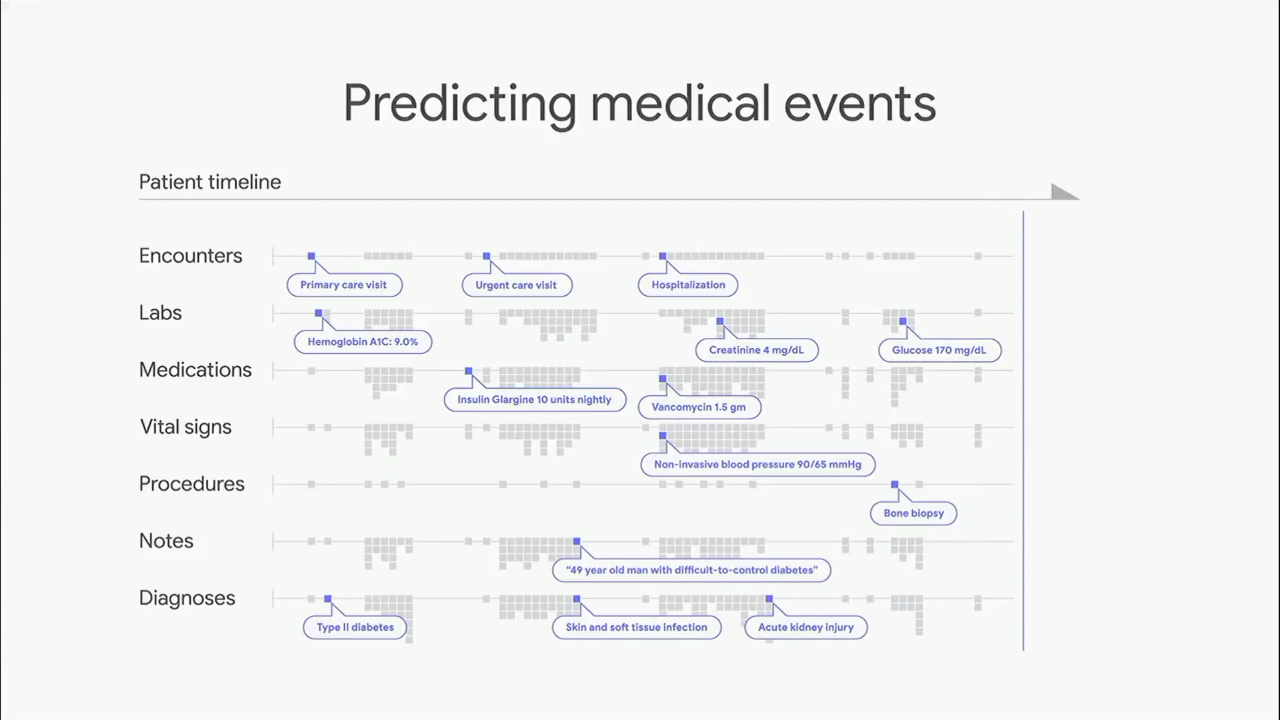 Predicting medical events
Patient timeline
Encounters
Primary care visit
Urgent care visit
Hospitalization
Labs
Hemoglobin A1C: 9.0%
Creatinine 4 mg/dL
Glucose 170 mg/dL
Medications
Insulin Glargine 10 units nightly
Vancomycin 1.5 gm
Vital signs
Non-invasive blood pressure 90/65 mmHg
Procedures
Bone biopsy
Notes
“49 year old man with difficult-to-control diabetes”
Diagnoses
Type II diabetes
Skin and soft tissue infection
Acute kidney injury